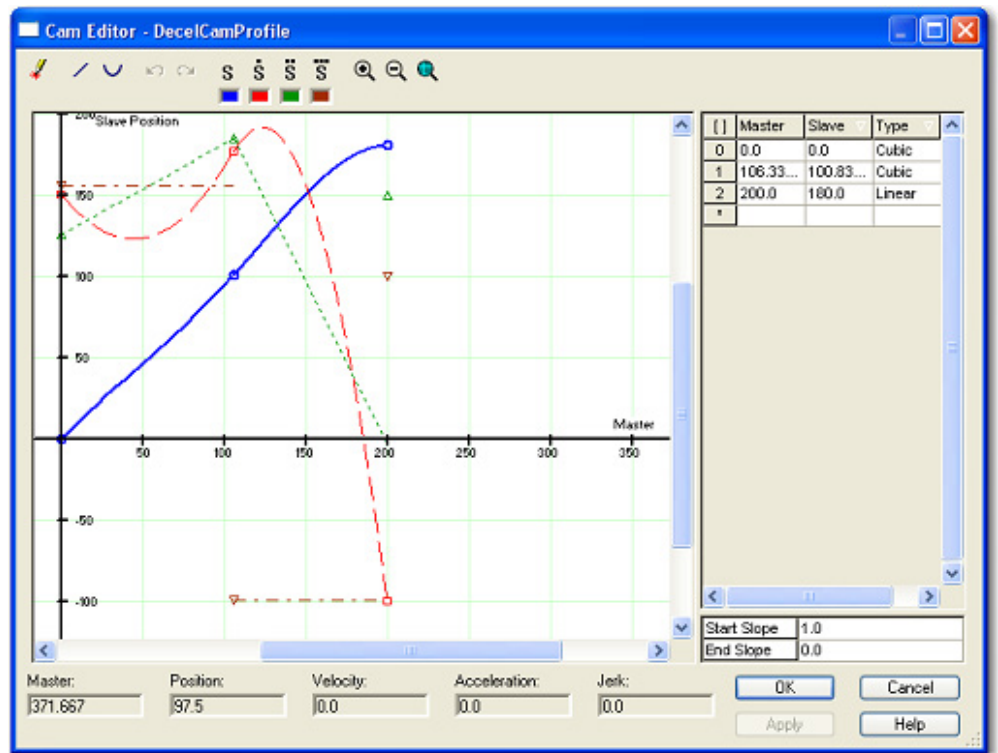 Cam Editor - DecelCamProfile
S S S S
200
Slave Position
150
100
50
Master
50 100 150 200 250 300 350
-50
-100
[ ] Master Slave Type
0 0.0 0.0 Cubic
1 106.33... 100.83... Cubic
2 200.0 180.0 Linear
*
Start Slope 1.0
End Slope 0.0
Master: Position: Velocity: Acceleration: Jerk:
371.667 97.5 0.0 0.0 0.0
OK Cancel
Apply Help